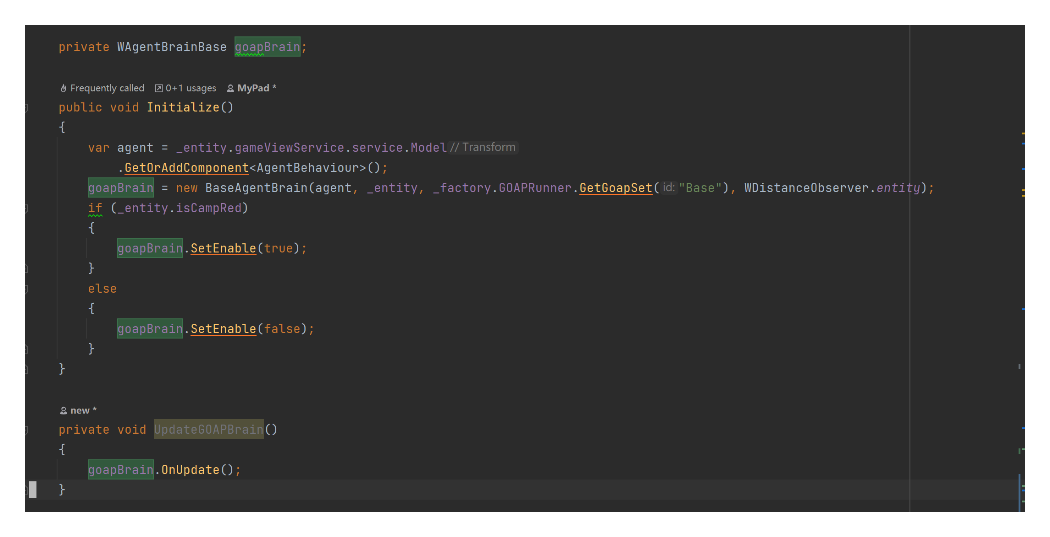 private WAgentBrainBase goapBrain;
Frequently called 0+1 usages MyPad *
public void Initialize()
{
var agent = _entity.gameViewService.service.Model // Transform
.GetOrAddComponent<AgentBehaviour>();
goapBrain = new BaseAgentBrain(agent, _entity, _factory.GOAPRunner.GetGoapSet( id: "Base"), WDistanceObserver.entity);
if (_entity.isCampRed)
{
goapBrain.SetEnable(true);
}
else
{
goapBrain.SetEnable(false);
}
}
new *
private void UpdateGOAPBrain()
{
goapBrain.OnUpdate();
}